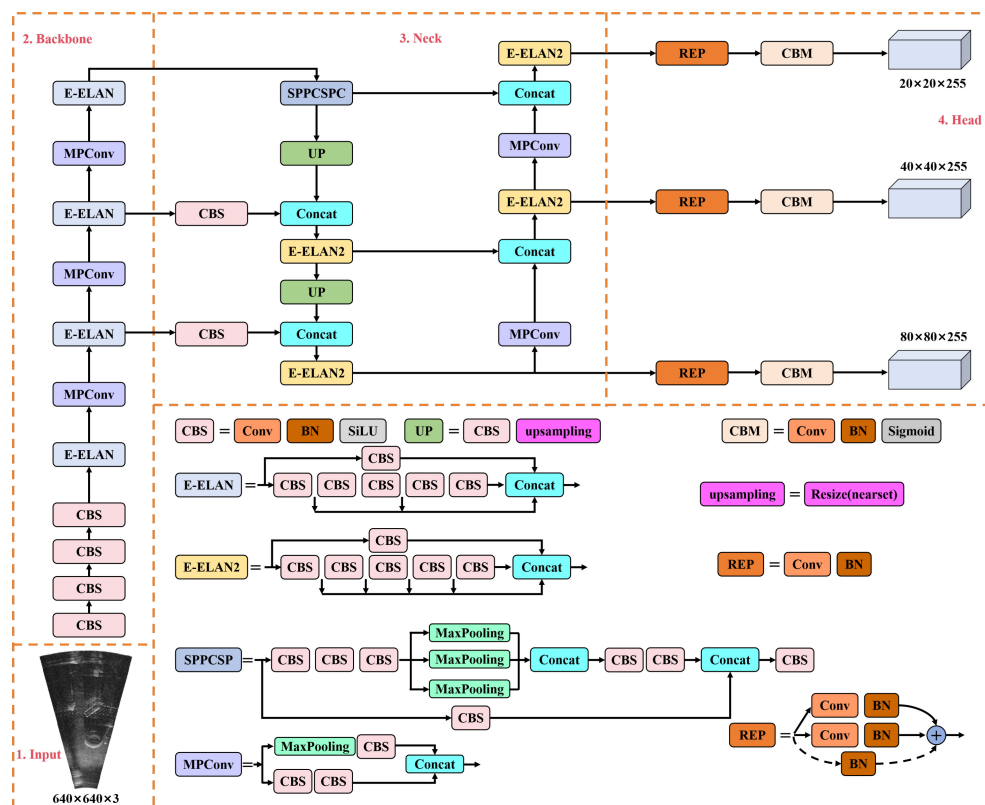 2. Backbone
E-ELAN
MPConv
E-ELAN
MPConv
E-ELAN
MPConv
E-ELAN
CBS
CBS
CBS
CBS
1. Input
640×640×3
3. Neck
SPPCSPC
UP
CBS
Concat
E-ELAN2
UP
CBS
Concat
E-ELAN2
E-ELAN2
Concat
MPConv
E-ELAN2
Concat
MPConv
4. Head
REP
CBM
20×20×255
REP
CBM
40×40×255
REP
CBM
80×80×255
CBS = Conv BN SiLU
UP = CBS upsampling
CBM = Conv BN Sigmoid
E-ELAN = CBS
CBS CBS CBS CBS CBS Concat
upsampling = Resize(nearset)
E-ELAN2 = CBS
CBS CBS CBS CBS CBS Concat
REP = Conv BN
SPPCSP = CBS CBS CBS
MaxPooling
MaxPooling
MaxPooling
Concat CBS CBS Concat CBS
CBS
MPConv = MaxPooling CBS
CBS CBS
Concat
REP = Conv BN
Conv BN +
BN